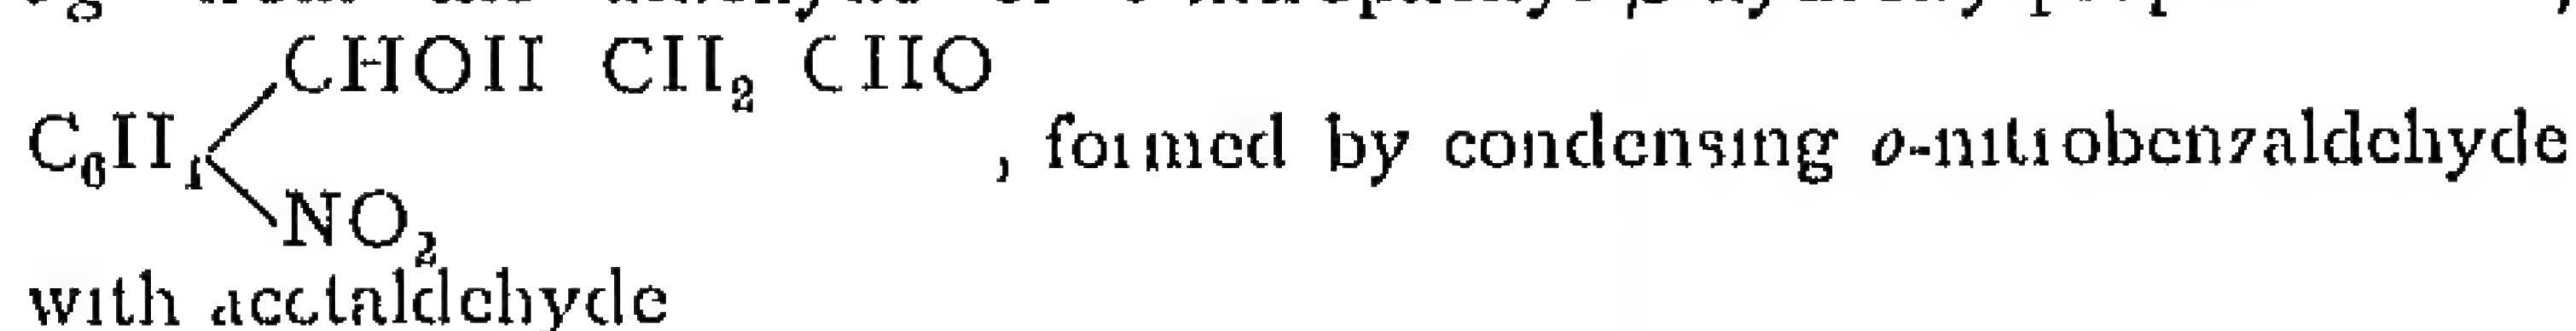 CHOH CH₂ CHO
C₆H₄
, formed by condensing o-nitrobenzaldehyde
NO₂
with acetaldehyde